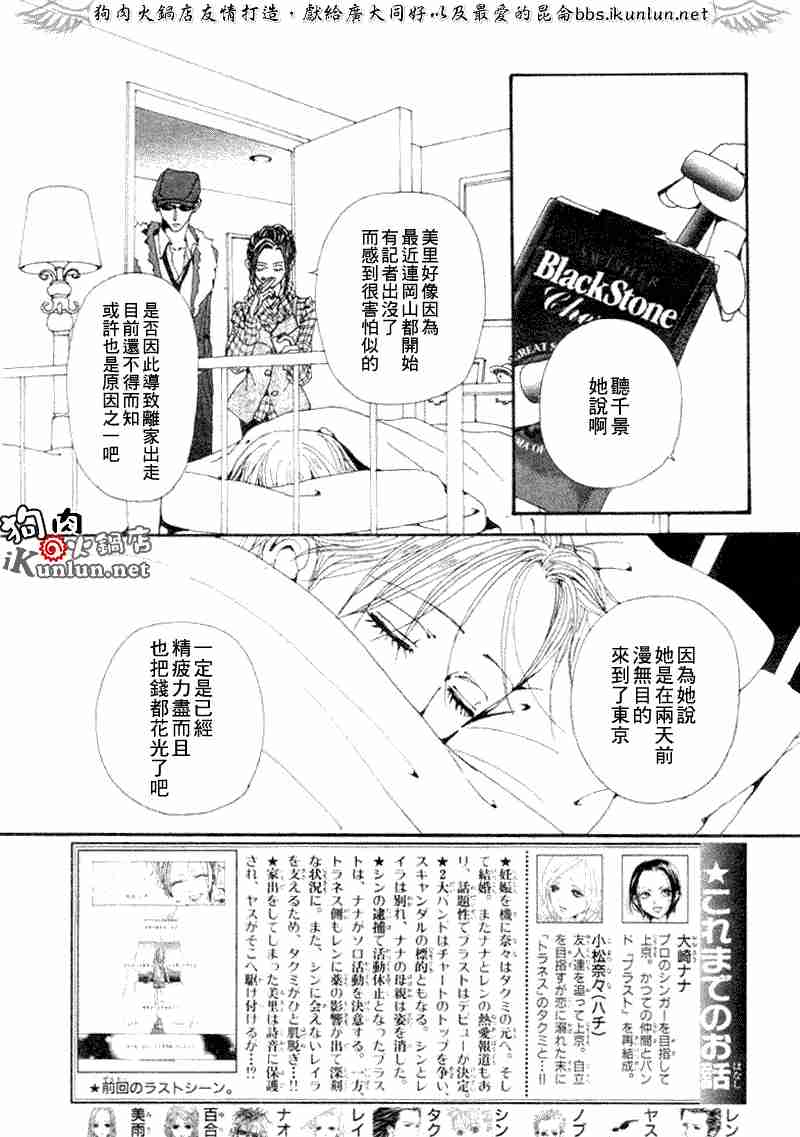 狗肉火鍋店友情打造，獻給廣大同好以及最愛的昆侖bbs.ikunlun.net
BlackStone
聽千景
她說啊
美里好像因為
最近連岡山都開始
有記者出沒了
而感到很害怕似的
是否因此導致離家出走
目前還不得而知
或許也是原因之一吧
狗肉
火鍋店
iKunlun.net
因為她說
她是在兩天前
漫無目的
來到了東京
一定是已經
精疲力盡而且
也把錢都花光了吧
★これまでのお話
はなし
大崎ナナ
プロのシンガーを目指して
上京。かつての仲間とバン
ド、『ブラスト』を再結成。
小松奈々(ハチ)
友人達を追って上京。自立
を目指すが恋に溺れた末に
『トラネス』のタクミと…!!
★妊娠を機に奈々はタクミの元へ。そし
て結婚。またナナとレンの熱愛報道もあ
り、話題性でブラストはデビューが決定。
★2大バンドはチャートのトップを争い、
スキャンダルの標的ともなる。シンとレ
イラは別れ、ナナの母親は姿を消した。
★シンの逮捕で活動休止となったブラス
トは、ナナがソロ活動を決意する。一方、
トラネス側もレンに薬の影響が出て深刻
な状況に。また、シンに会えないレイラ
を支えるため、タクミがひと肌脱ぎ…!?
★家出をしてしまった美里は詩音に保護
され、ヤスがそこへ駆け付けるが…!?
★前回のラストシーン。
レン
ヤス
ノブ
シン
タク
レイ
ナオ
百合
美雨